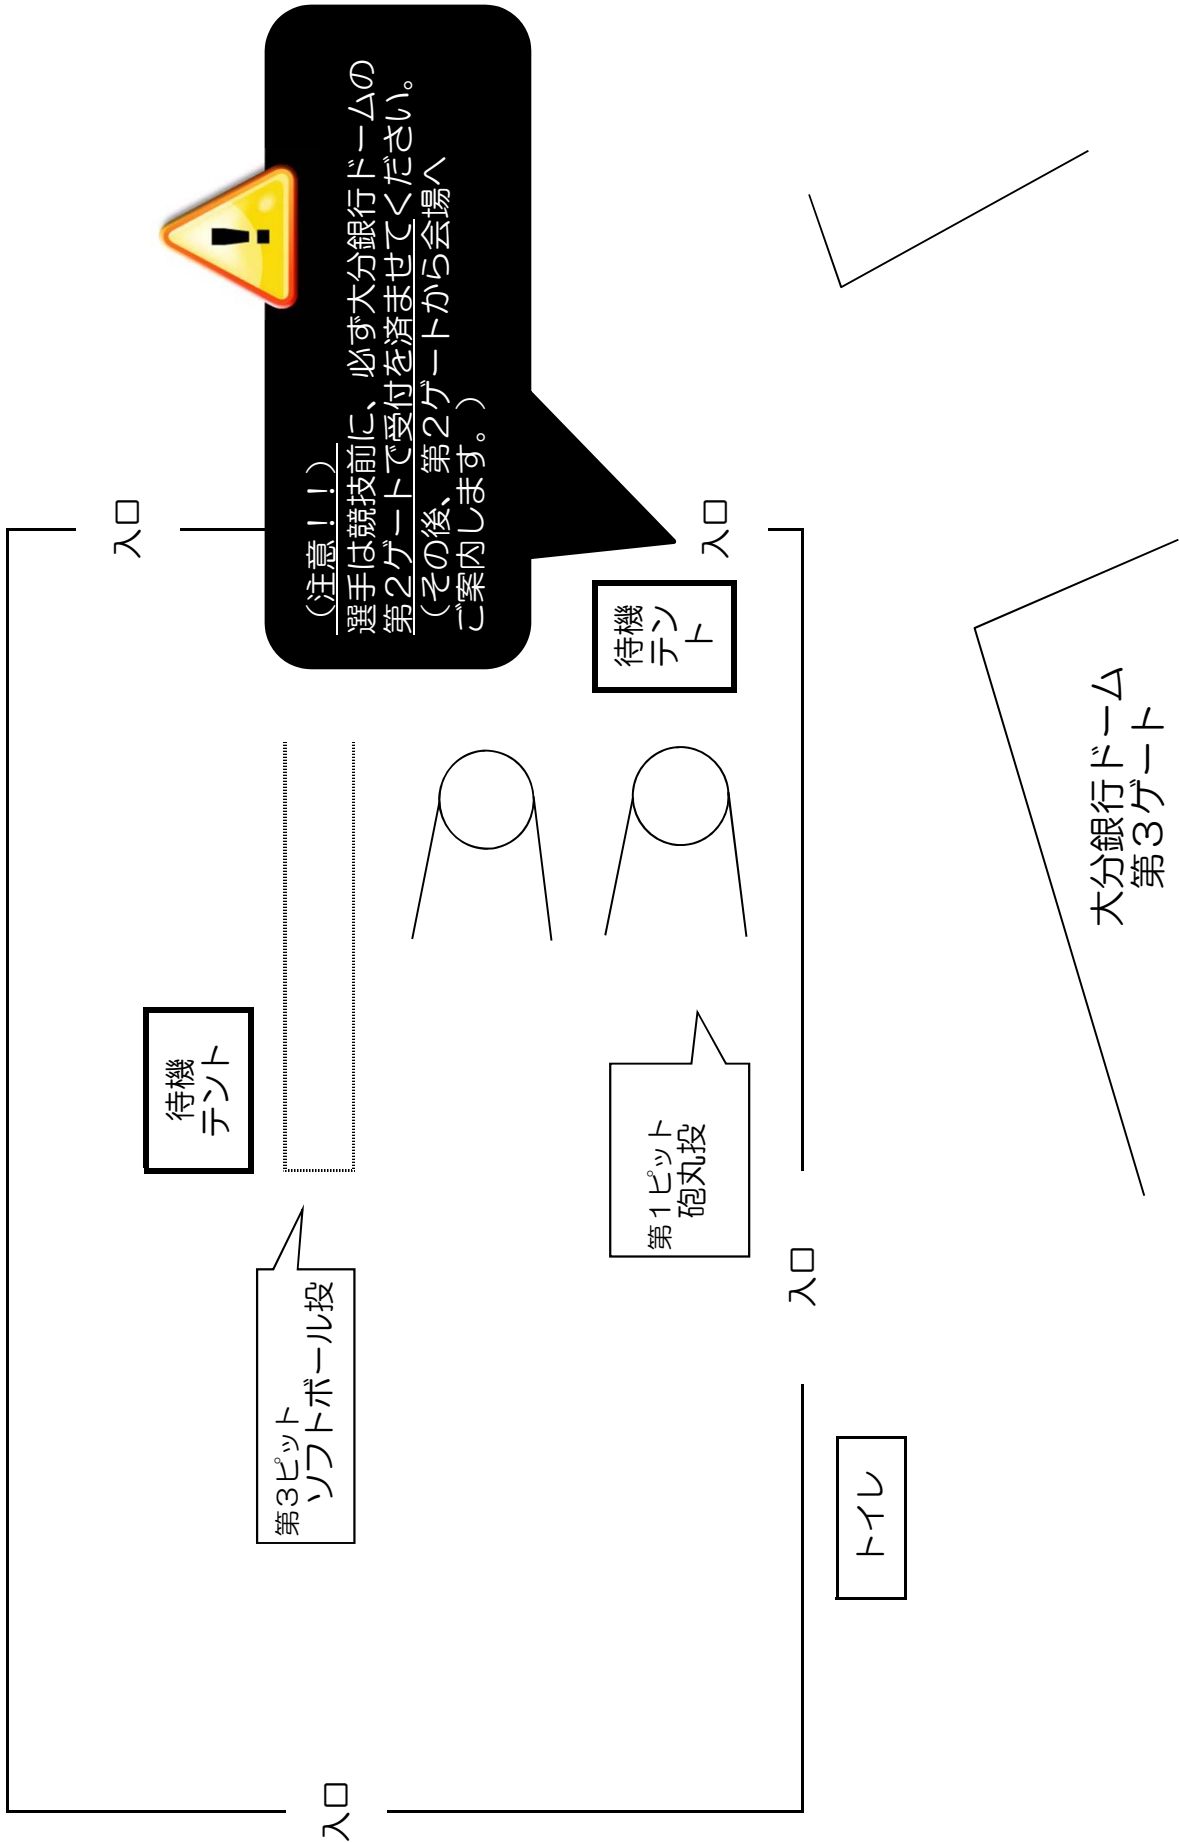 （注意！！）
選手は競技前に、必ず大分銀行ドームの
第２ゲートで受付を済ませてください。
（その後、第２ゲートから会場へ
ご案内します。）
入口
入口
待機
テン
ト
待機
テント
第３ピット
ソフトボール投
第１ピット
砲丸投
入口
入口
トイレ
大分銀行ドーム
第３ゲート